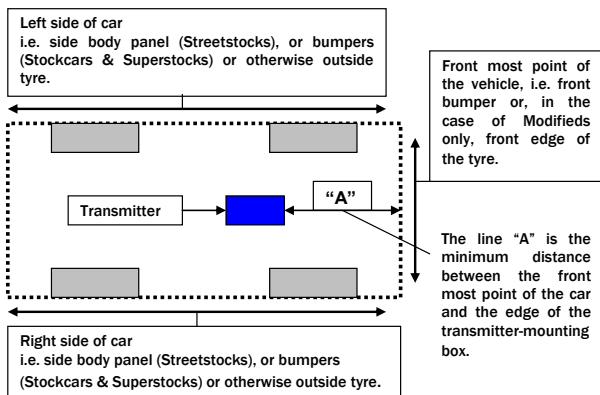 Left side of car
i.e. side body panel (Streetstocks), or bumpers
(Stockcars & Superstocks) or otherwise outside
tyre.
Front most point of
the vehicle, i.e. front
bumper or, in the
case of Modifieds
only, front edge of
the tyre.
Transmitter
“A”
The line “A” is the
minimum distance
between the front
most point of the car
and the edge of the
transmitter-mounting
box.
Right side of car
i.e. side body panel (Streetstocks), or bumpers
(Stockcars & Superstocks) or otherwise outside tyre.